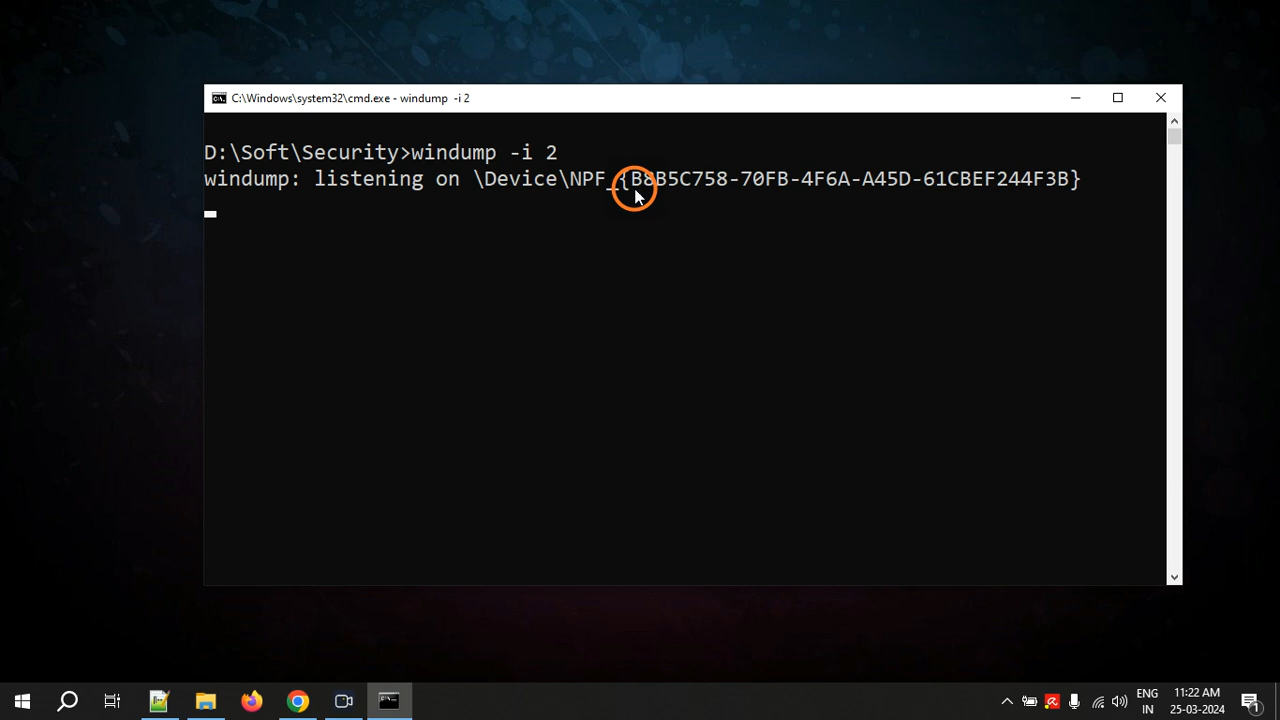 C:\Windows\system32\cmd.exe - windump  -i 2
D:\Soft\Security>windump -i 2
windump: listening on \Device\NPF_{B8B5C758-70FB-4F6A-A45D-61CBEF244F3B}
ENG
IN
11:22 AM
25-03-2024
1